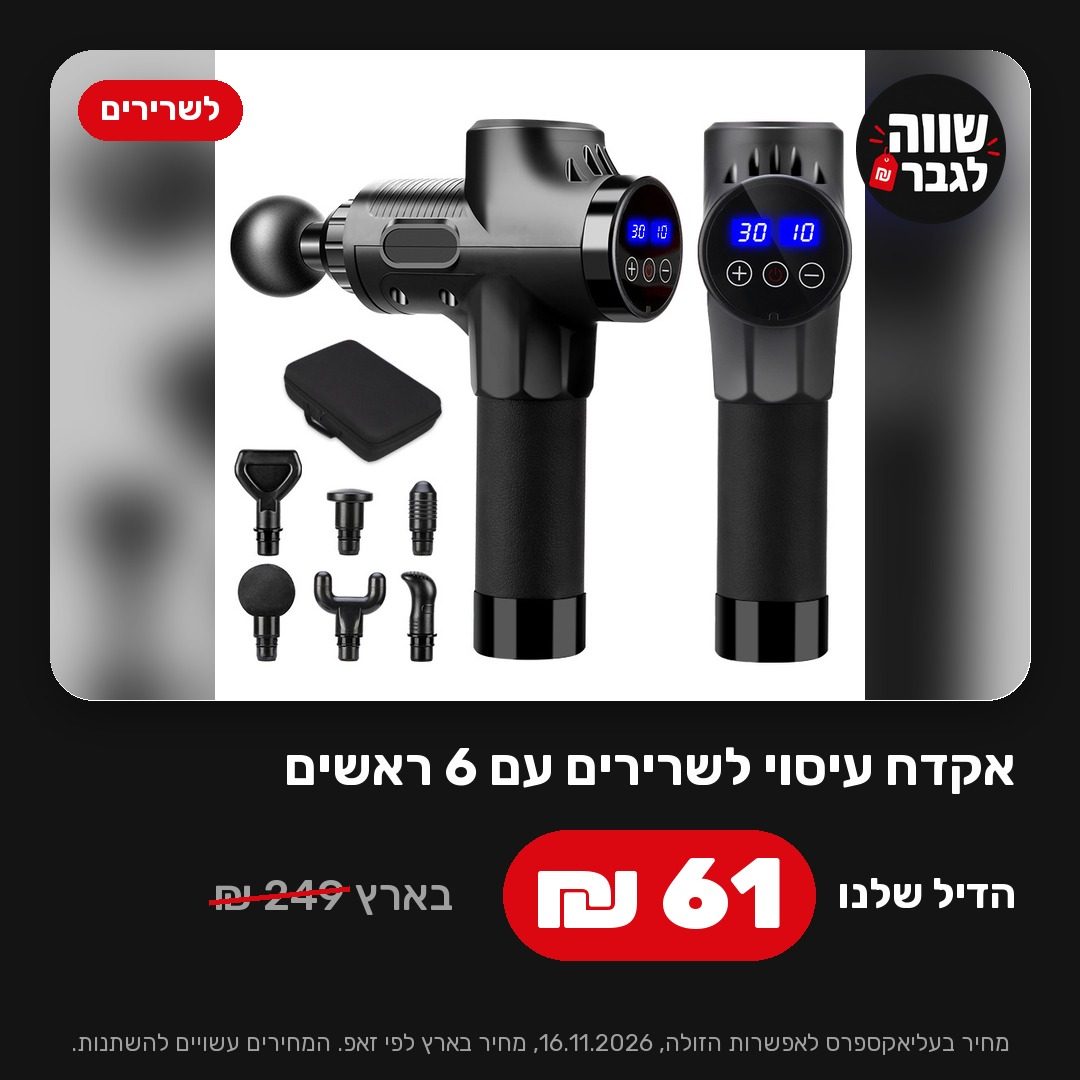 לשרירים
שווה
לגבר
₪
30 10
30 10
אקדח עיסוי לשרירים עם 6 ראשים
הדיל שלנו
61 ₪
בארץ 249 ₪
מחיר בעליאקספרס לאפשרות הזולה, 16.11.2026, מחיר בארץ לפי זאפ. המחירים עשויים להשתנות.